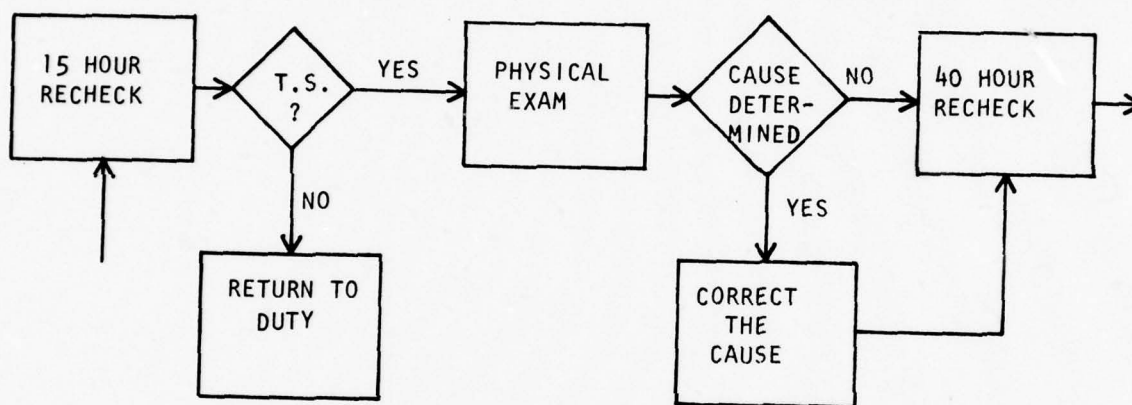 15 HOUR
RECHECK
T.S.
?
YES
NO
RETURN TO
DUTY
PHYSICAL
EXAM
CAUSE
DETER-
MINED
NO
YES
CORRECT
THE
CAUSE
40 HOUR
RECHECK